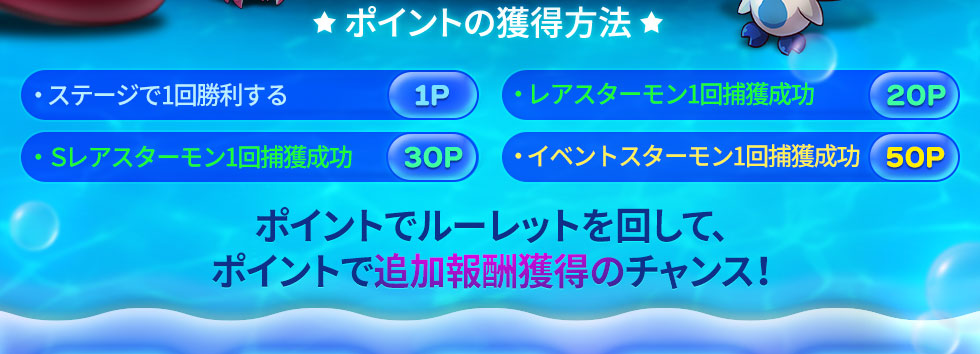 ★ ポイントの獲得方法 ★
・ステージで1回勝利する 1P
・レアスターモン1回捕獲成功 20P
・Sレアスターモン1回捕獲成功 30P
・イベントスターモン1回捕獲成功 50P
ポイントでルーレットを回して、
ポイントで追加報酬獲得のチャンス!